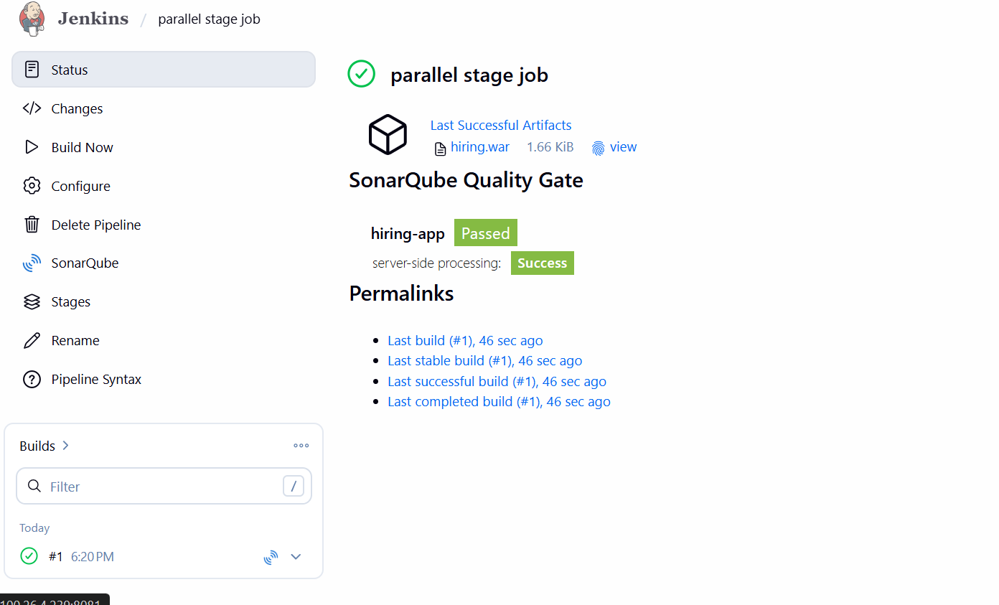 Jenkins / parallel stage job
Status
Changes
Build Now
Configure
Delete Pipeline
SonarQube
Stages
Rename
Pipeline Syntax
Builds
Filter /
Today
#1 6:20 PM
parallel stage job
Last Successful Artifacts
hiring.war 1.66 KiB view
SonarQube Quality Gate
hiring-app Passed
server-side processing: Success
Permalinks
Last build (#1), 46 sec ago
Last stable build (#1), 46 sec ago
Last successful build (#1), 46 sec ago
Last completed build (#1), 46 sec ago